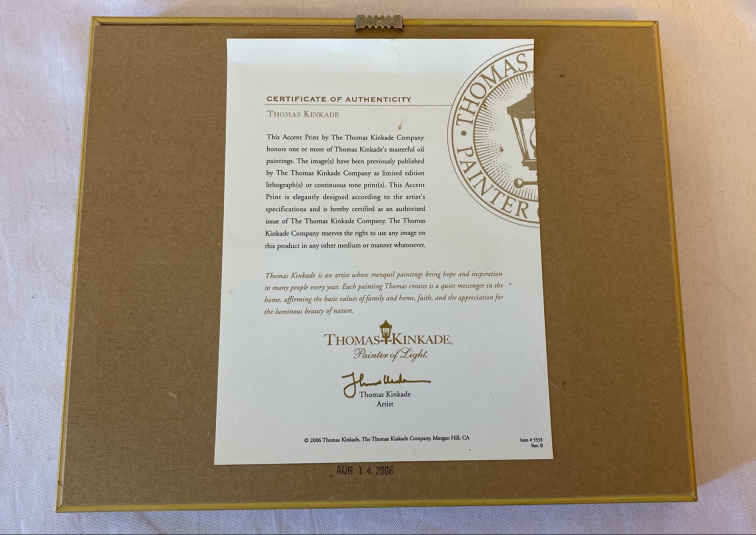 CERTIFICATE OF AUTHENTICITY
THOMAS KINKADE
This Accent Print by The Thomas Kinkade Company
honors one or more of Thomas Kinkade's masterful oil
paintings. The image(s) have been previously published
by The Thomas Kinkade Company as limited edition
lithograph(s) or continuous tone print(s). This Accent
Print is elegantly designed according to the artist's
specifications and is hereby certified as an authorized
issue of The Thomas Kinkade Company. The Thomas
Kinkade Company reserves the right to use any image on
this product in any other medium or manner whatsoever.
THOMAS
PAINTER
Thomas Kinkade is an artist whose tranquil paintings bring hope and inspiration
to many people every year. Each painting Thomas creates is a quiet messenger in the
home, affirming the basic values of family and home, faith, and the appreciation for
the luminous beauty of nature.
THOMAS KINKADE
Painter of Light
Thomas Kinkade
Artist
© 2006 Thomas Kinkade, The Thomas Kinkade Company, Morgan Hill, CA
Rev. B
AUG 14 2006